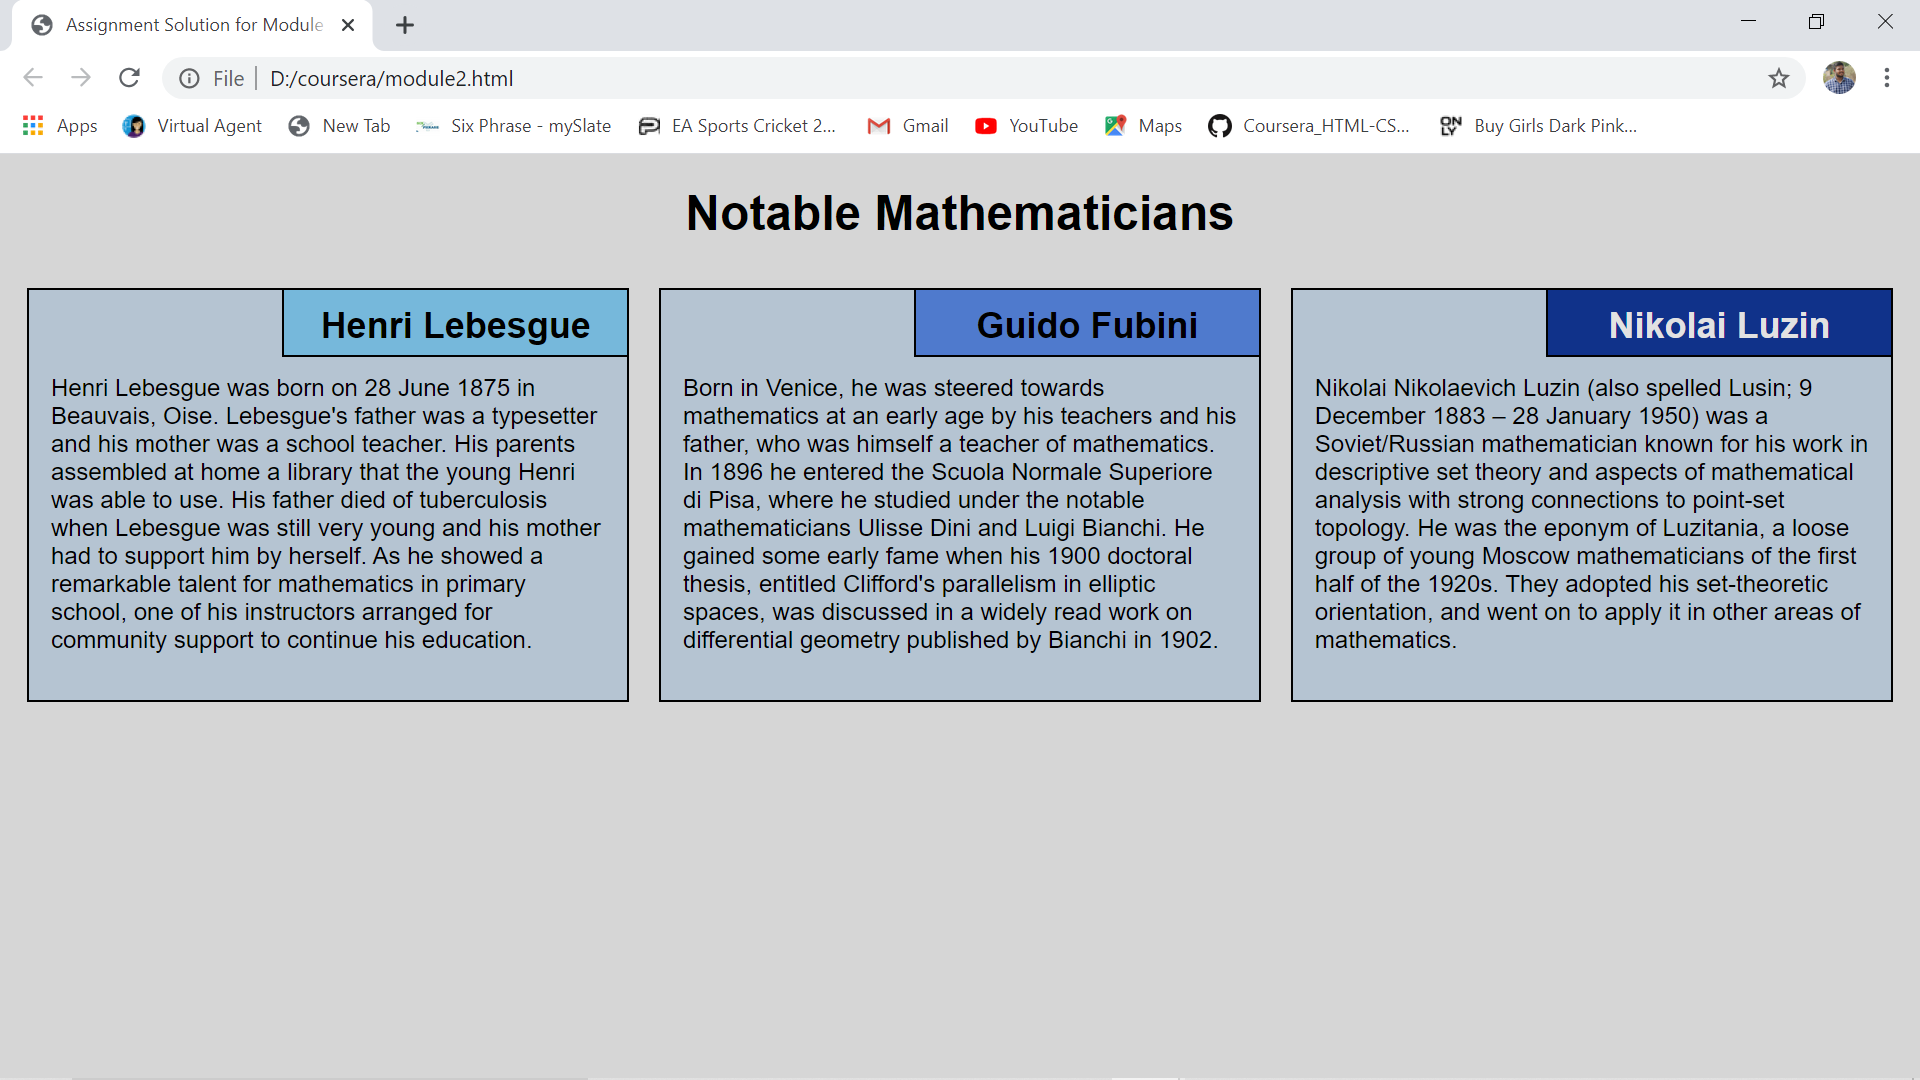 Assignment Solution for Module
File
D:/coursera/module2.html
Apps
Virtual Agent
New Tab
Six Phrase - mySlate
EA Sports Cricket 2...
Gmail
YouTube
Maps
Coursera_HTML-CS...
ON
LY
Buy Girls Dark Pink...
Notable Mathematicians
Henri Lebesgue
Henri Lebesgue was born on 28 June 1875 in
Beauvais, Oise. Lebesgue's father was a typesetter
and his mother was a school teacher. His parents
assembled at home a library that the young Henri
was able to use. His father died of tuberculosis
when Lebesgue was still very young and his mother
had to support him by herself. As he showed a
remarkable talent for mathematics in primary
school, one of his instructors arranged for
community support to continue his education.
Guido Fubini
Born in Venice, he was steered towards
mathematics at an early age by his teachers and his
father, who was himself a teacher of mathematics.
In 1896 he entered the Scuola Normale Superiore
di Pisa, where he studied under the notable
mathematicians Ulisse Dini and Luigi Bianchi. He
gained some early fame when his 1900 doctoral
thesis, entitled Clifford's parallelism in elliptic
spaces, was discussed in a widely read work on
differential geometry published by Bianchi in 1902.
Nikolai Luzin
Nikolai Nikolaevich Luzin (also spelled Lusin; 9
December 1883 – 28 January 1950) was a
Soviet/Russian mathematician known for his work in
descriptive set theory and aspects of mathematical
analysis with strong connections to point-set
topology. He was the eponym of Luzitania, a loose
group of young Moscow mathematicians of the first
half of the 1920s. They adopted his set-theoretic
orientation, and went on to apply it in other areas of
mathematics.